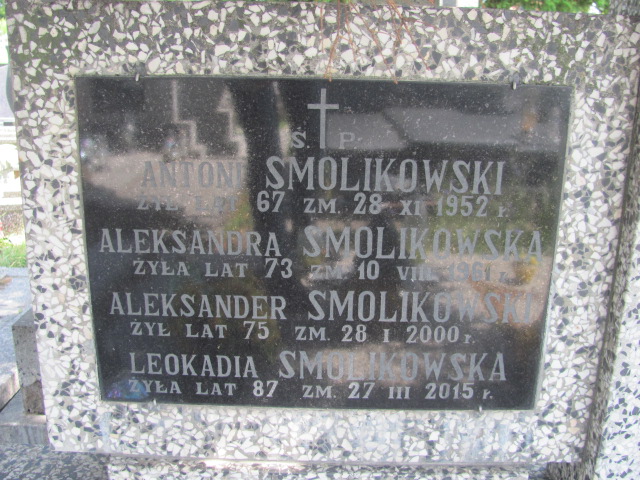 Ś. P.
ANTONI SMOLIKOWSKI
ŻYŁ LAT 67 ZM. 28 XI 1952 r.
ALEKSANDRA SMOLIKOWSKA
ŻYŁA LAT 73 ZM. 10 VIII 1961 r.
ALEKSANDER SMOLIKOWSKI
ŻYŁ LAT 75 ZM. 28 I 2000 r.
LEOKADIA SMOLIKOWSKA
ŻYŁA LAT 87 ZM. 27 III 2015 r.